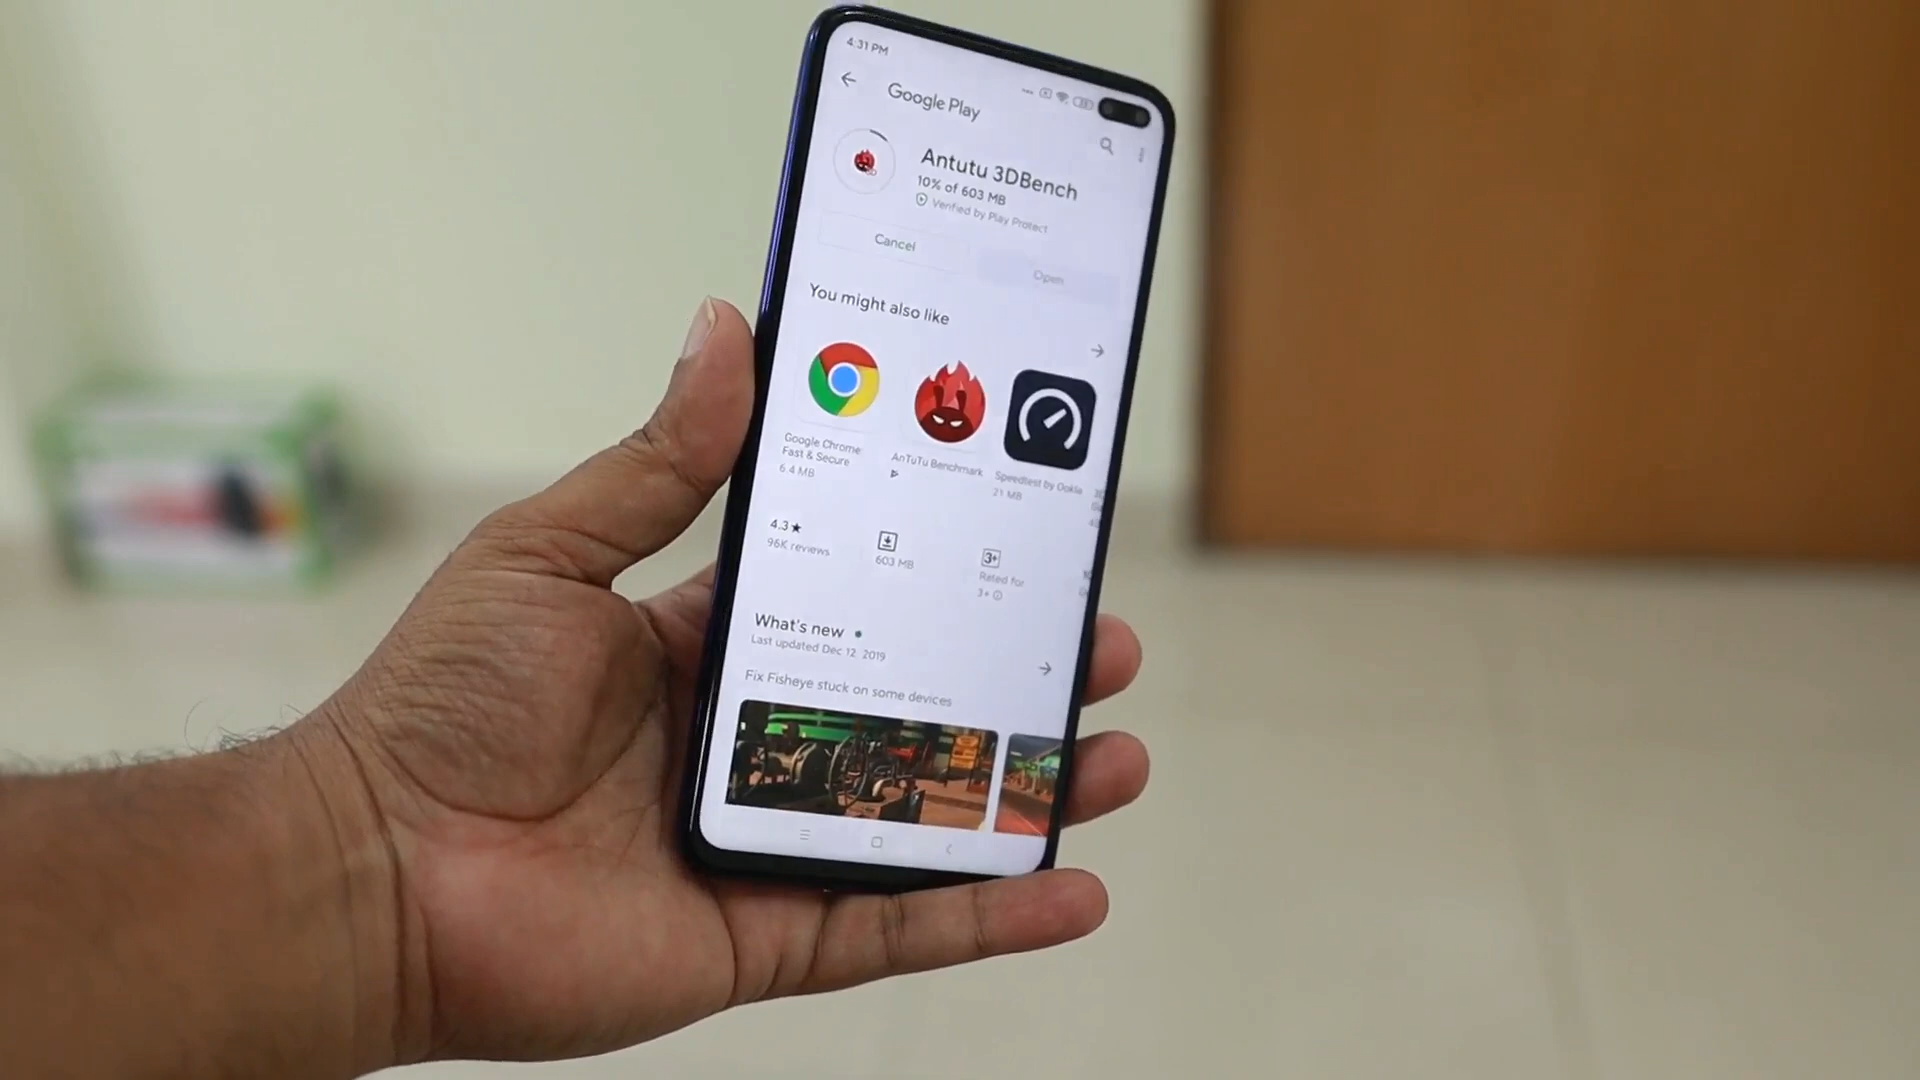 4:31 PM
Google Play
Antutu 3DBench
10% of 603 MB
Verified by Play Protect
Cancel
Open
You might also like
Google Chrome:
Fast & Secure
6.4 MB
AnTuTu Benchmark
Speedtest by Ookla
21 MB
4.3★
96K reviews
603 MB
3+
Rated for
3+
What's new
Last updated Dec 12, 2019
Fix Fisheye stuck on some devices